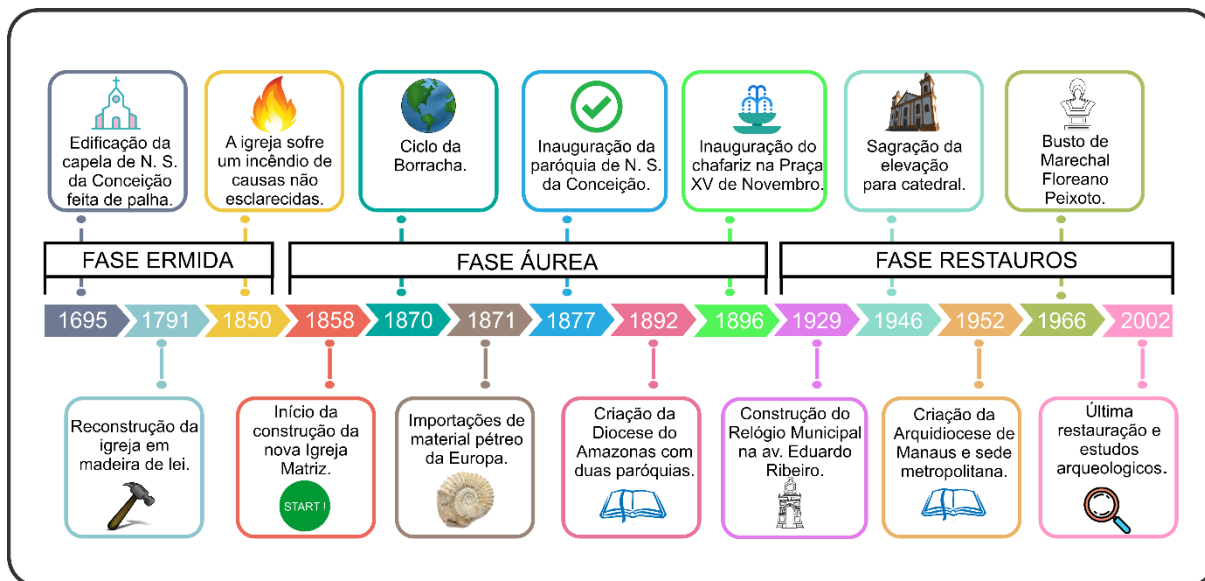 Edificação da
capela de N. S.
da Conceição
feita de palha.
A igreja sofre
um incêndio de
causas não
esclarecidas.
Ciclo da
Borracha.
Inauguração da
paróquia de N. S.
da Conceição.
Inauguração do
chafariz na Praça
XV de Novembro.
Sagração da
elevação
para catedral.
Busto de
Marechal
Floreano
Peixoto.
FASE ERMIDA
FASE ÁUREA
FASE RESTAUROS
1695
1791
1850
1858
1870
1871
1877
1892
1896
1929
1946
1952
1966
2002
Reconstrução da
igreja em
madeira de lei.
Início da
construção da
nova Igreja
Matriz.
START !
Importações de
material pétreo
da Europa.
Criação da
Diocese do
Amazonas com
duas paróquias.
Construção do
Relógio Municipal
na av. Eduardo
Ribeiro.
Criação da
Arquidiocese de
Manaus e sede
metropolitana.
Última
restauração e
estudos
arqueologicos.